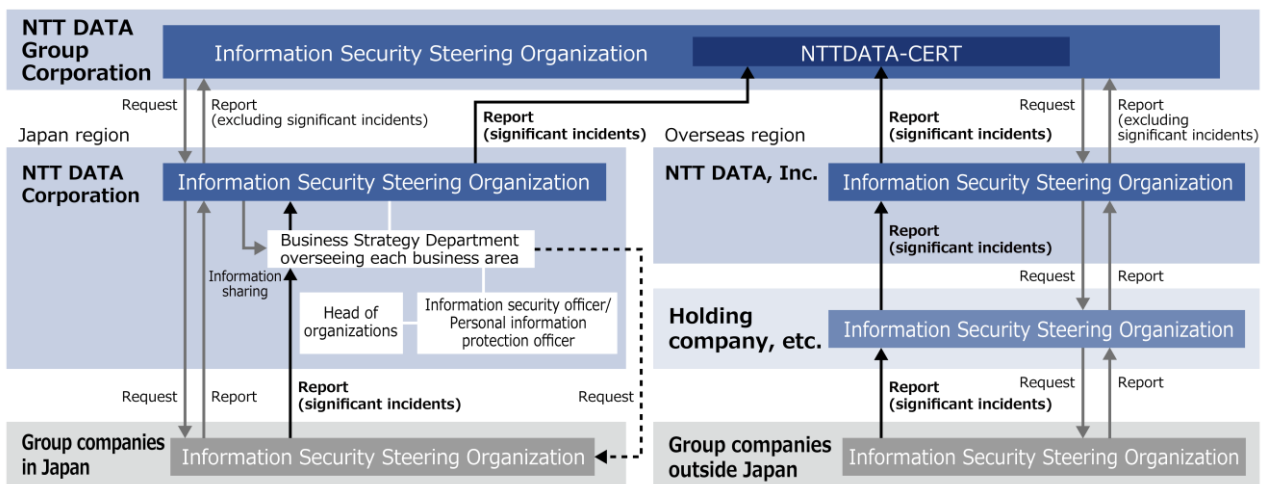 NTT DATA
Group
Corporation
Information Security Steering Organization
NTTDATA-CERT
Request
Report
(excluding significant incidents)
Report
(significant incidents)
Report
(significant incidents)
Request
Report
(excluding
significant incidents)
Japan region
Overseas region
NTT DATA
Corporation
Information Security Steering Organization
Business Strategy Department
overseeing each business area
Information
sharing
Head of
organizations
Information security officer/
Personal information
protection officer
Request
Report
Report
(significant incidents)
Request
Group companies
in Japan
Information Security Steering Organization
NTT DATA, Inc.
Information Security Steering Organization
Report
(significant incidents)
Request
Report
Holding
company, etc.
Information Security Steering Organization
Report
(significant incidents)
Request
Report
Group companies
outside Japan
Information Security Steering Organization